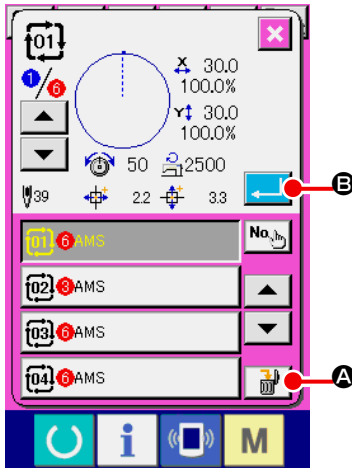 01
X 30.0
1/6 100.0%
Y 30.0
100.0%
50 2500
B
39 2.2 3.3
01 6 AMS No.
02 3 AMS
03 6 AMS
04 6 AMS
A
i M